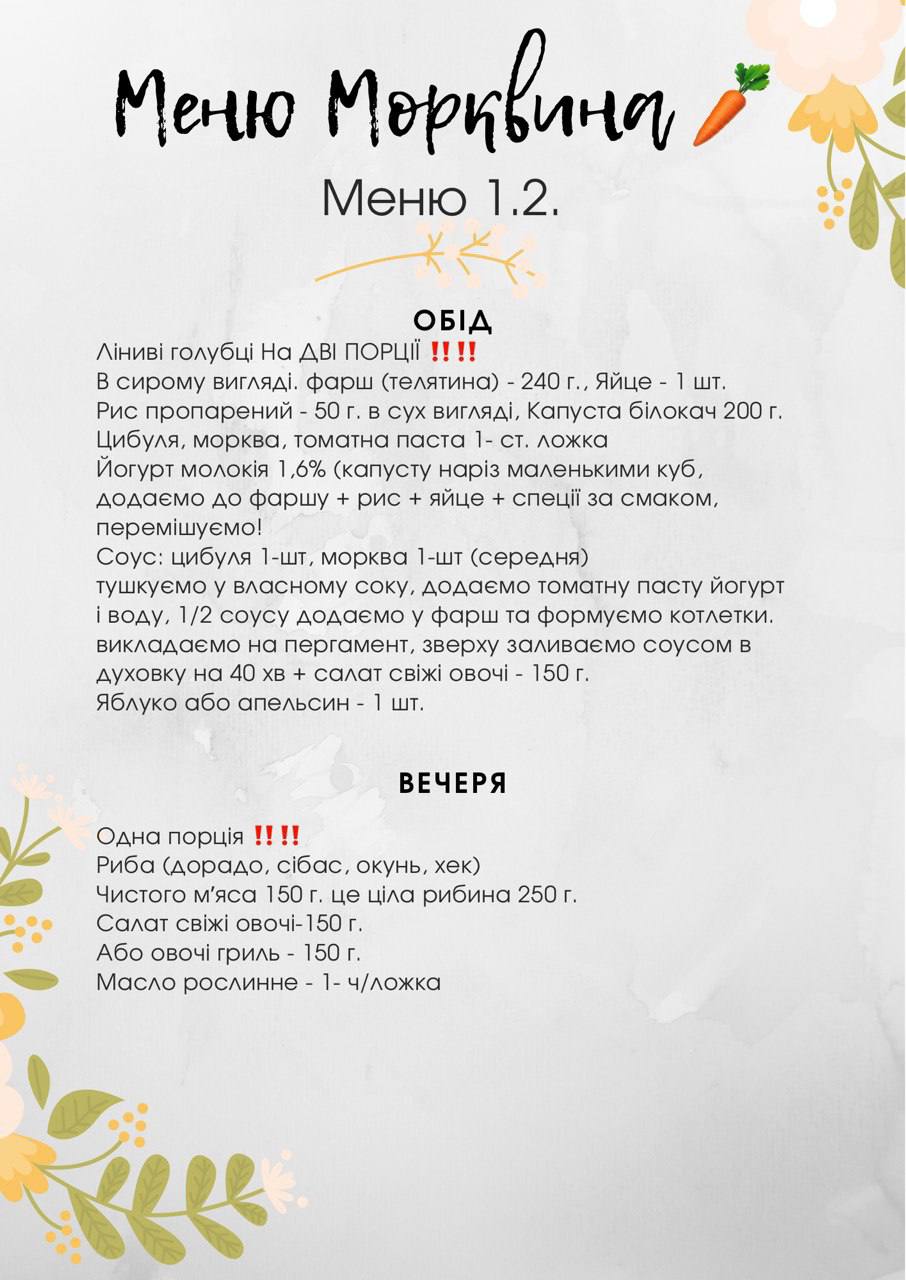 Меню Морквина 🥕
Меню 1.2.
ОБІД
Ліниві голубці На ДВІ ПОРЦІЇ ‼️‼️
В сирому вигляді. фарш (телятина) - 240 г., Яйце - 1 шт.
Рис пропарений - 50 г. в сух вигляді, Капуста білокач 200 г.
Цибуля, морква, томатна паста 1- ст. ложка
Йогурт молокія 1,6% (капусту наріз маленькими куб,
додаємо до фаршу + рис + яйце + спеції за смаком,
перемішуємо!
Соус: цибуля 1-шт, морква 1-шт (середня)
тушкуємо у власному соку, додаємо томатну пасту йогурт
і воду, 1/2 соусу додаємо у фарш та формуємо котлетки.
викладаємо на пергамент, зверху заливаємо соусом в
духовку на 40 хв + салат свіжі овочі - 150 г.
Яблуко або апельсин - 1 шт.
ВЕЧЕРЯ
Одна порція ‼️‼️
Риба (дорадо, сібас, окунь, хек)
Чистого м'яса 150 г. це ціла рибина 250 г.
Салат свіжі овочі-150 г.
Або овочі гриль - 150 г.
Масло рослинне - 1- ч/ложка